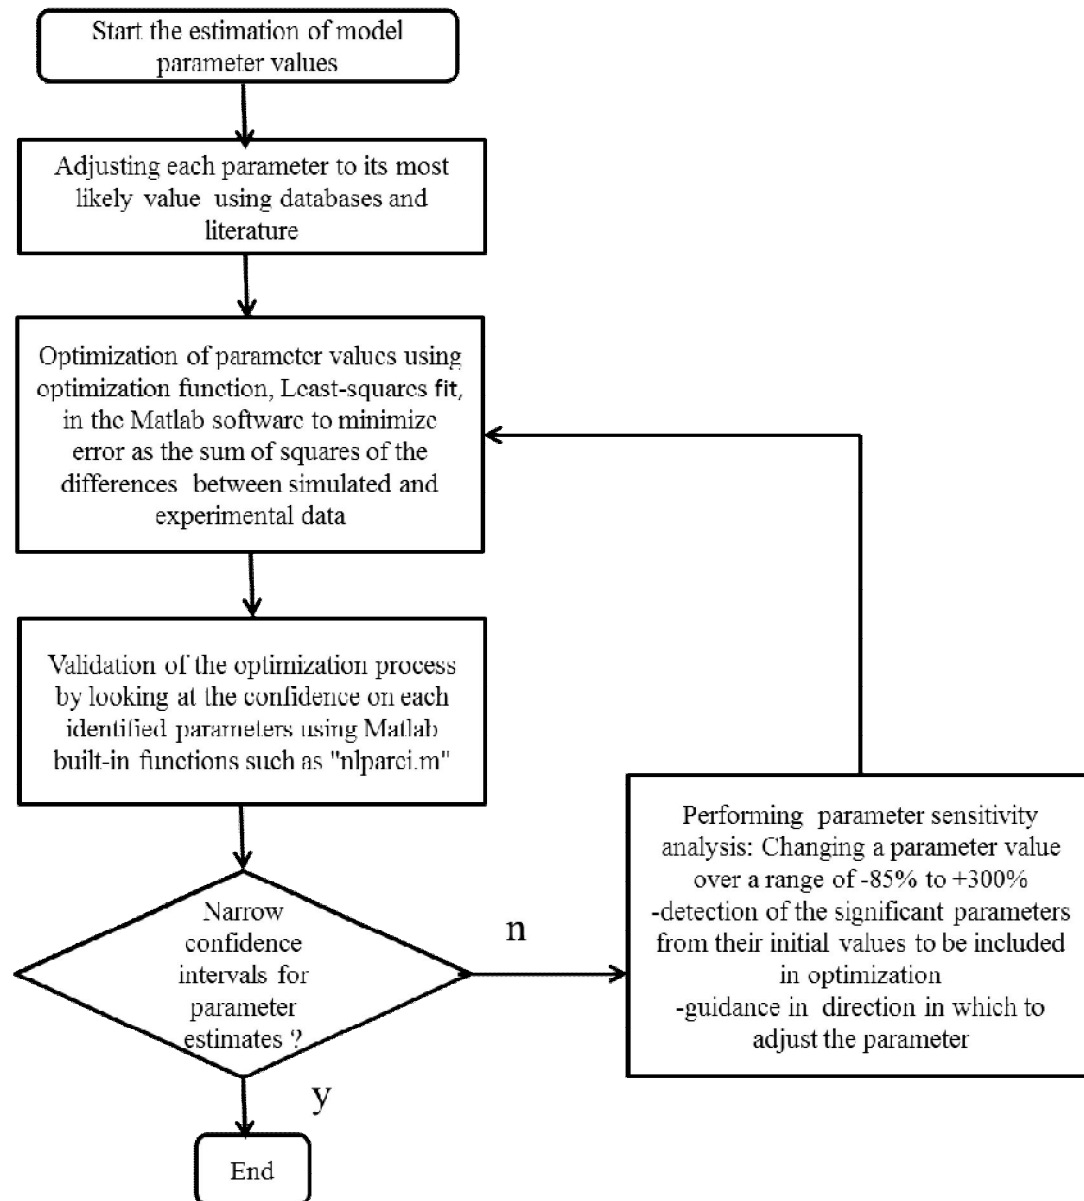 Start the estimation of model
parameter values
Adjusting each parameter to its most
likely value using databases and
literature
Optimization of parameter values using
optimization function, Least-squares fit,
in the Matlab software to minimize
error as the sum of squares of the
differences between simulated and
experimental data
Validation of the optimization process
by looking at the confidence on each
identified parameters using Matlab
built-in functions such as "nlparci.m"
Narrow
confidence
intervals for
parameter
estimates ?
n
Performing parameter sensitivity
analysis: Changing a parameter value
over a range of -85% to +300%
-detection of the significant parameters
from their initial values to be included
in optimization
-guidance in direction in which to
adjust the parameter
y
End